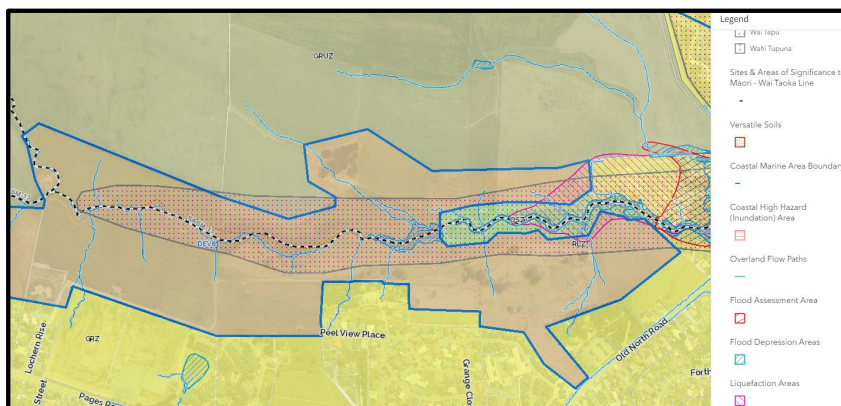 GRUZ
DEV6
RLZ
GRZ
Peel View Place
Old North Road
Lochern Rise
Street
Grange Clo
Forth
Legend
Wai Tapu
Wahi Tupuna
Sites & Areas of Significance t
Maori - Wai Taoka Line
Versatile Soils
Coastal Marine Area Boundary
Coastal High Hazard
(Inundation) Area
Overland Flow Paths
Flood Assessment Area
Flood Depression Areas
Liquefaction Areas